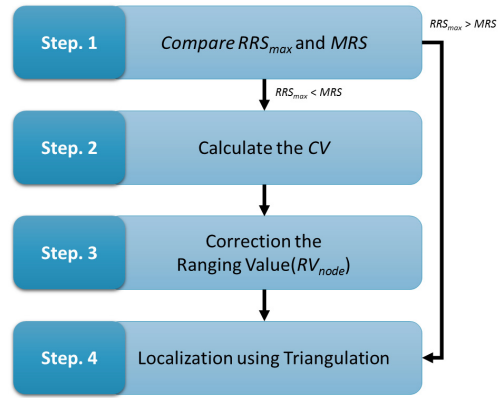 Step. 1
Compare RRSmax and MRS
RRSmax > MRS
RRSmax < MRS
Step. 2
Calculate the CV
Step. 3
Correction the
Ranging Value(RVnode)
Step. 4
Localization using Triangulation